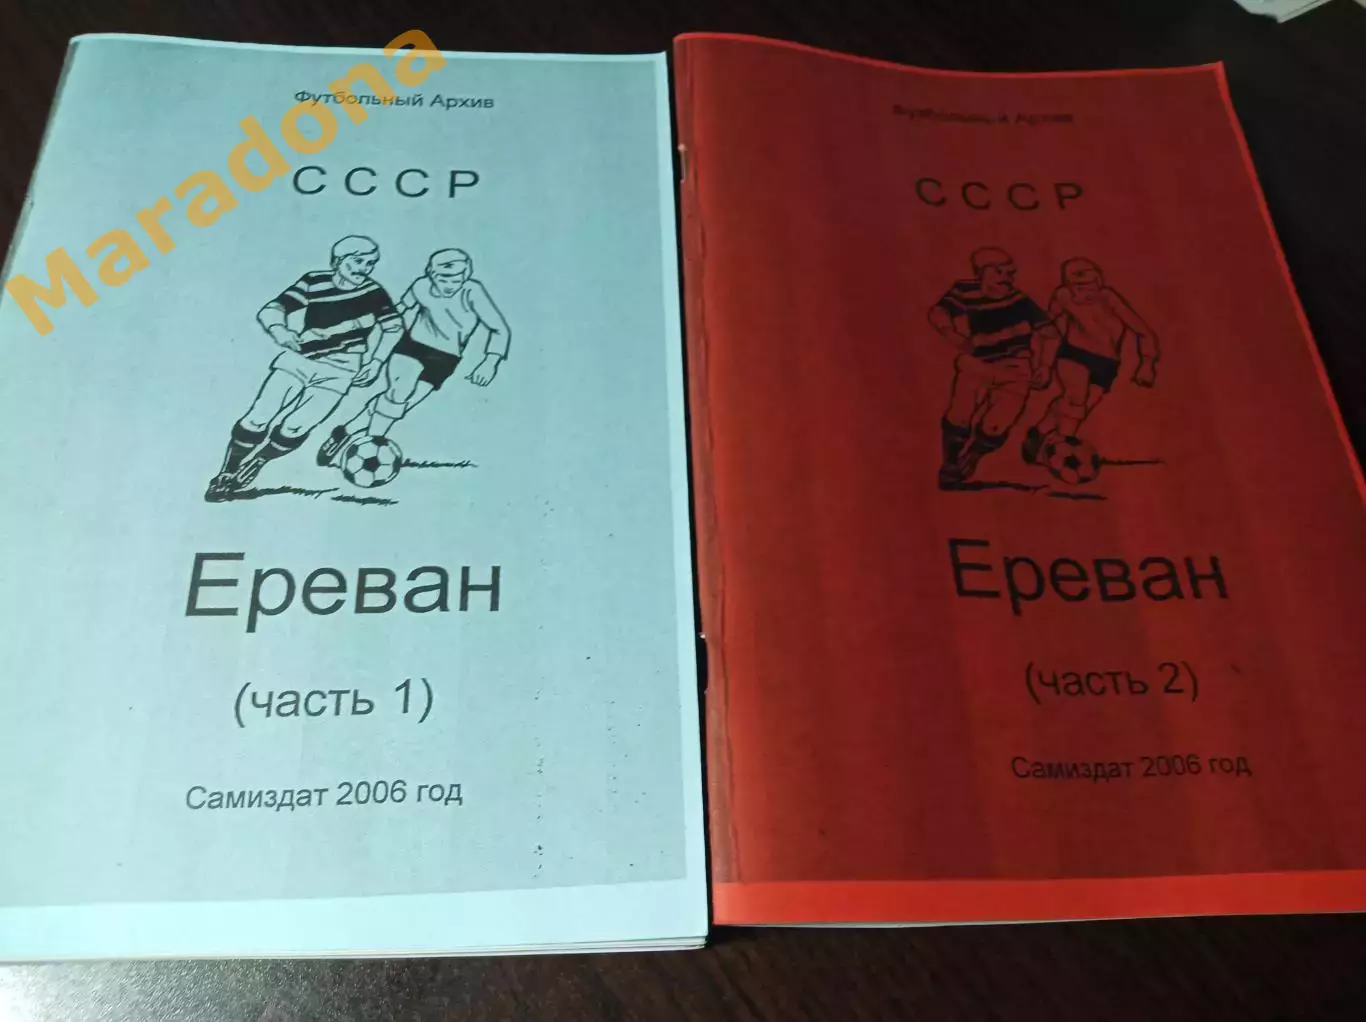 Maradona
Футбольный Архив
СССР
Ереван
(часть 1)
Самиздат 2006 год
Футбольный Архив
СССР
Ереван
(часть 2)
Самиздат 2006 год